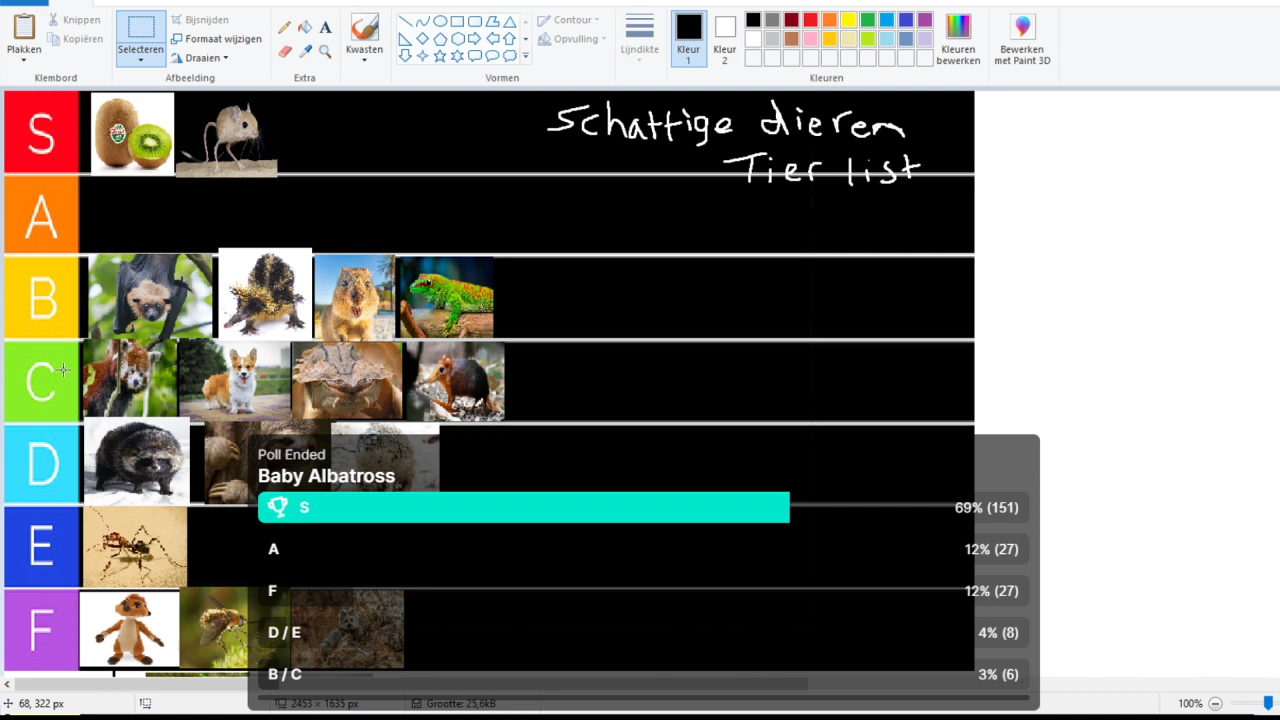 Plakken
Knippen
Kopiëren
Klembord
Selecteren
Bijsnijden
Formaat wijzigen
Draaien
Afbeelding
A
Extra
Kwasten
Contour
Opvulling
Vormen
Lijndikte
Kleur
1
Kleur
2
Kleuren
Kleuren
bewerken
Bewerken
met Paint 3D
Schattige dieren
Tier list
S
A
B
C
D
E
F
Poll Ended
Baby Albatross
S 69% (151)
A 12% (27)
F 12% (27)
D / E 4% (8)
B / C 3% (6)
68, 322 px
2453 × 1635 px
Grootte: 25,6kB
100%